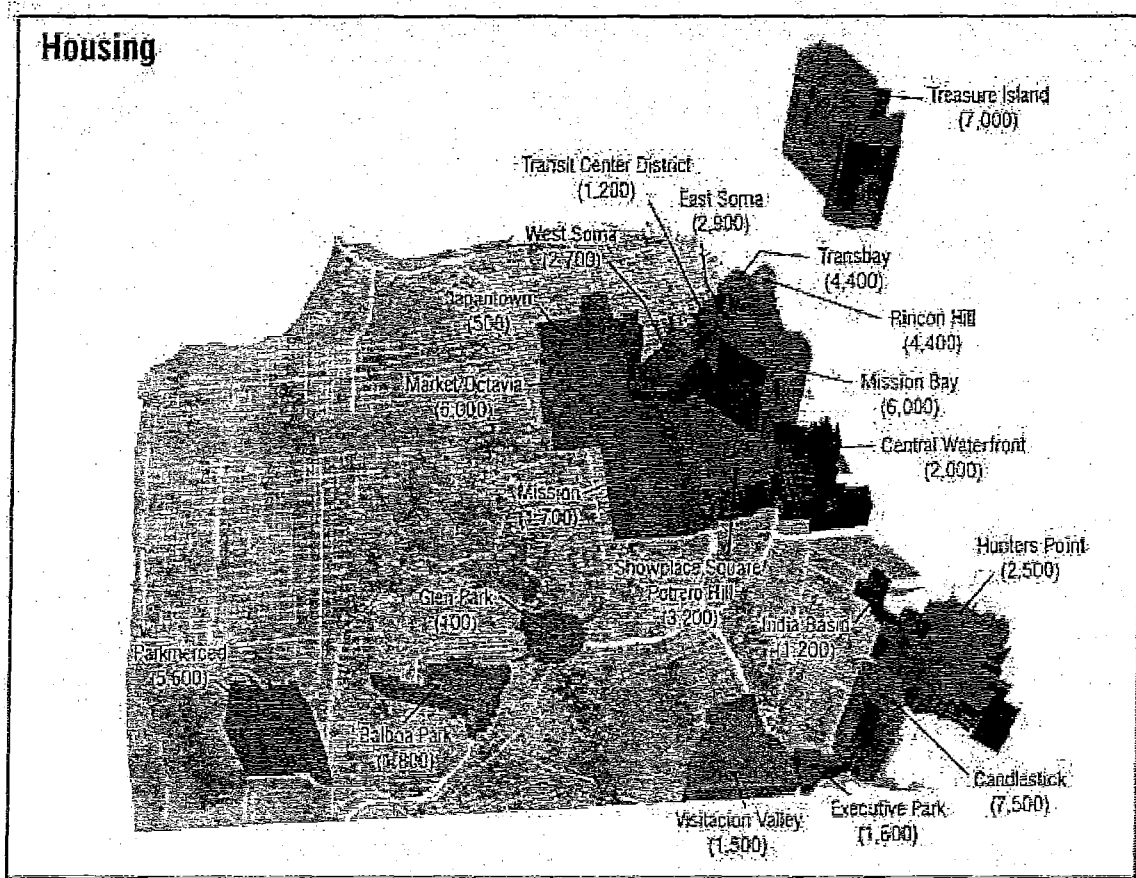 Housing
Treasure Island
(7,000)
Transit Center District
(1,200)
East Soma
(2,900)
West Soma
(2,700)
Transbay
(4,400)
Japantown
(500)
Rincon Hill
(4,400)
Market/Octavia
(6,000)
Mission Bay
(6,000)
Central Waterfront
(2,000)
Mission
(1,700)
Hunters Point
(2,500)
Showplace Square
Potrero Hill
(3,200)
Glen Park
(100)
India Basin
(1,200)
Parkmerced
(5,600)
Balboa Park
(1,800)
Candlestick
(7,500)
Executive Park
(1,600)
Visitacion Valley
(1,500)